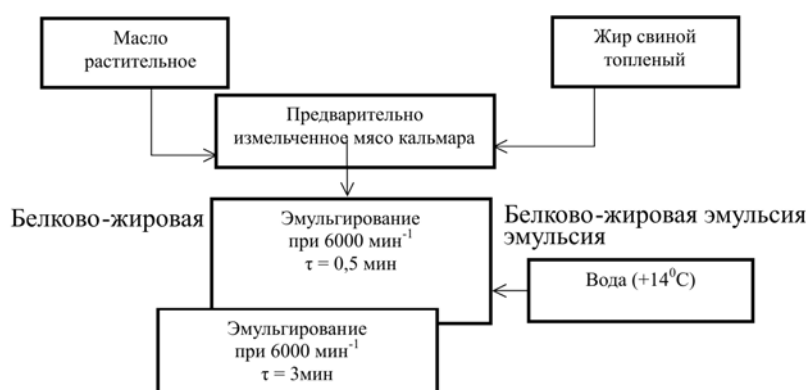 Масло
растительное
Жир свиной
топленый
Предварительно
измельченное мясо кальмара
Белково-жировая
Эмульгирование
при 6000 мин⁻¹
τ = 0,5 мин
Белково-жировая эмульсия
эмульсия
Вода (+14⁰С)
Эмульгирование
при 6000 мин⁻¹
τ = 3мин